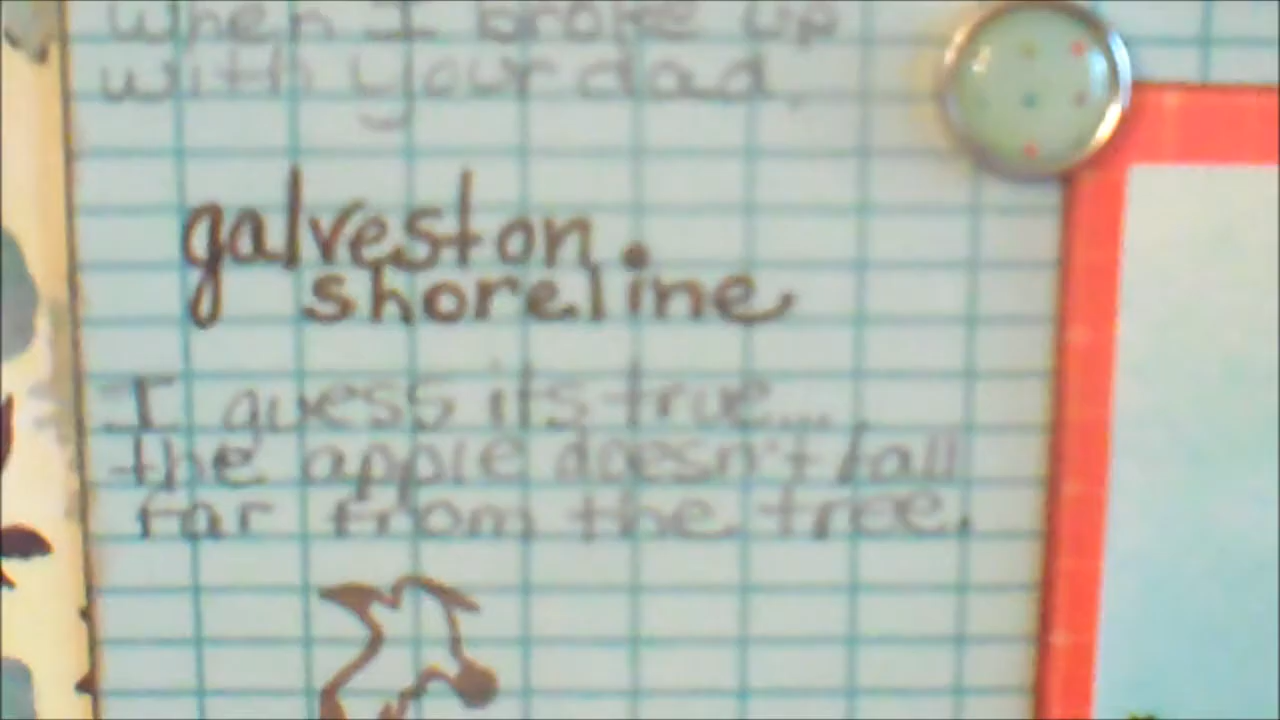 when I broke up
with your dad.
galveston.
shoreline
I guess its true....
the apple doesn't fall
far from the tree.